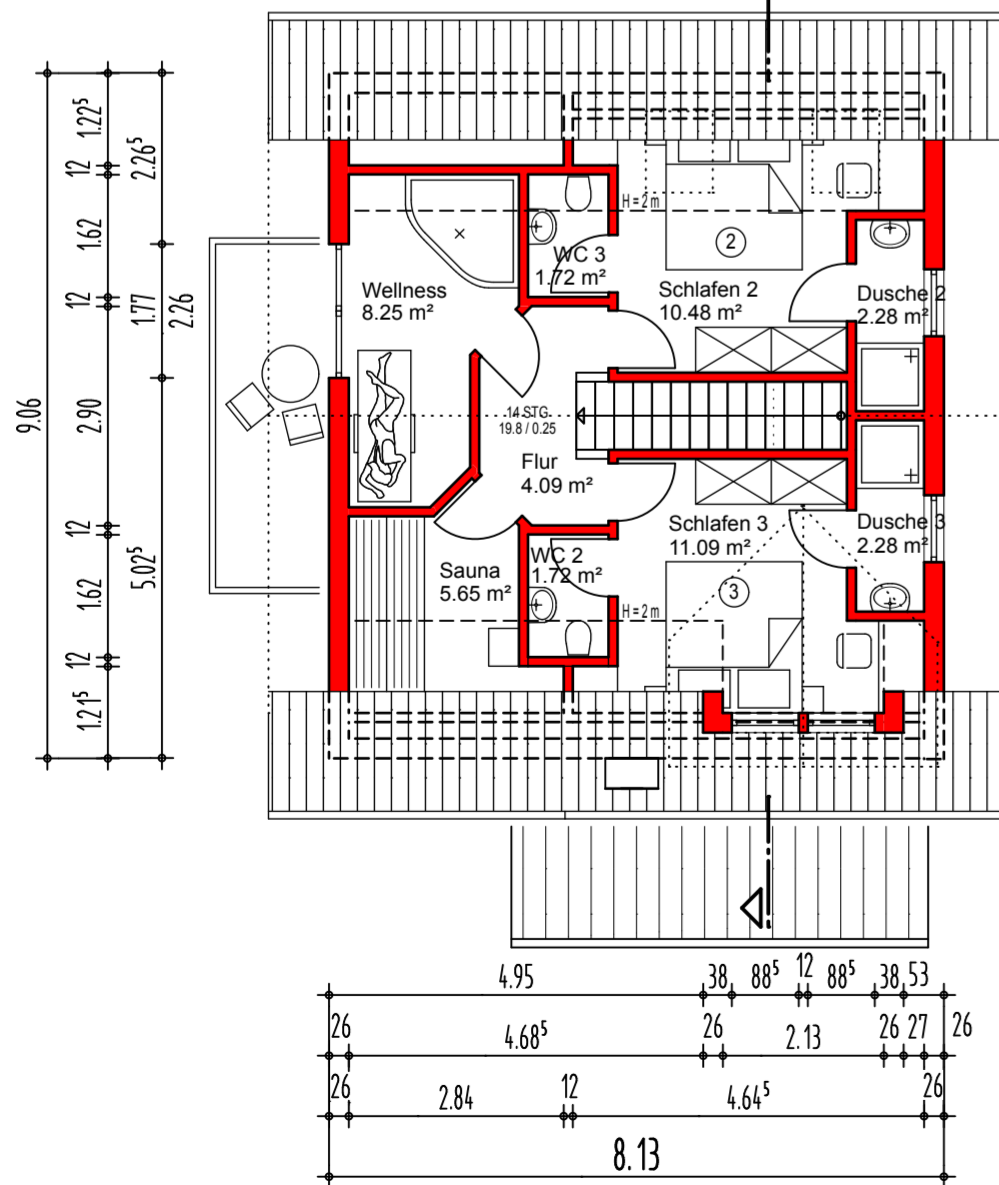 1.22⁵
12
1.62
12
2.90
12
1.62
12
1.21⁵
2.26⁵
1.77
2.26
5.02⁵
9.06
H = 2 m
2
WC 3
1.72 m²
Wellness
8.25 m²
Schlafen 2
10.48 m²
Dusche 2
2.28 m²
14 STG
19.8 / 0.25
Flur
4.09 m²
Schlafen 3
11.09 m²
Dusche 3
2.28 m²
WC 2
1.72 m²
Sauna
5.65 m²
3
H = 2 m
4.95
38
88⁵
12
88⁵
38
53
26
4.68⁵
26
2.13
26
27
26
26
2.84
12
4.64⁵
26
8.13